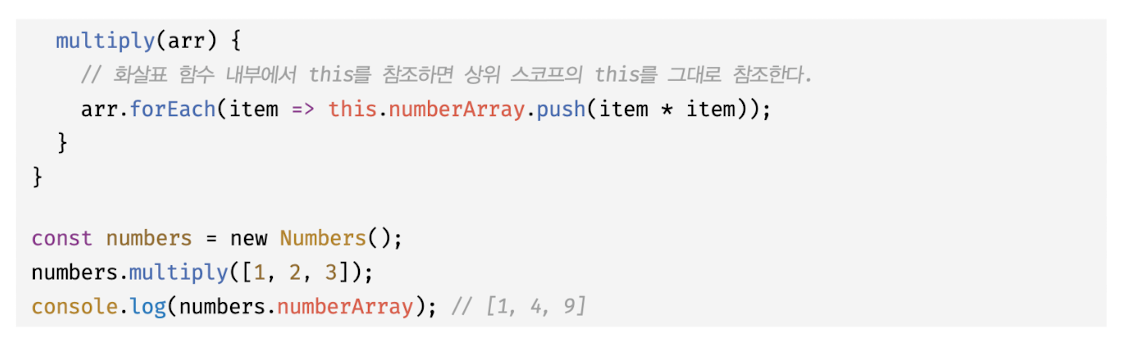 multiply(arr) {
// 화살표 함수 내부에서 this를 참조하면 상위 스코프의 this를 그대로 참조한다.
arr.forEach(item => this.numberArray.push(item * item));
}
}
const numbers = new Numbers();
numbers.multiply([1, 2, 3]);
console.log(numbers.numberArray); // [1, 4, 9]